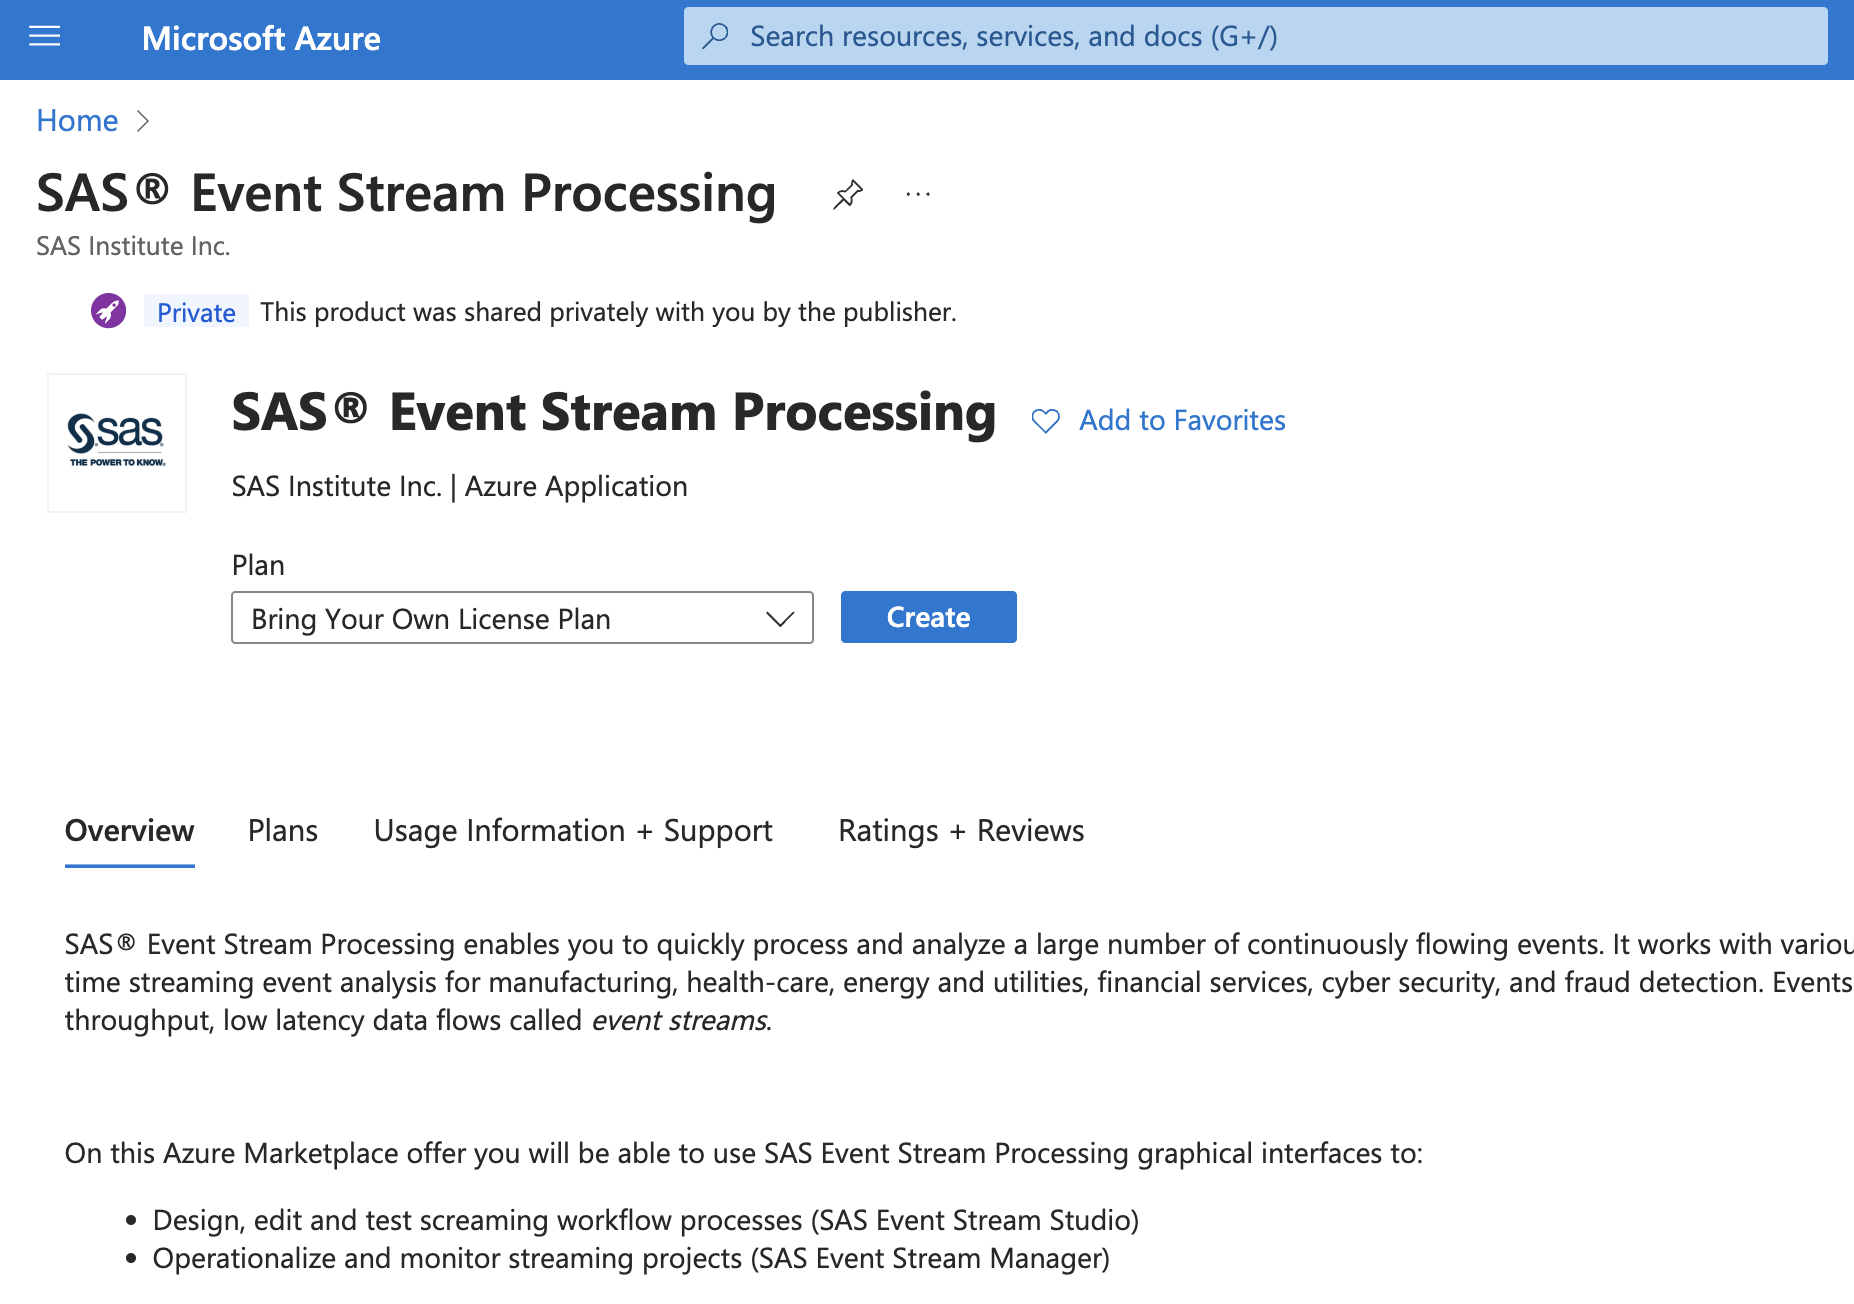 Microsoft Azure
Search resources, services, and docs (G+/)
Home
SAS® Event Stream Processing
SAS Institute Inc.
Private This product was shared privately with you by the publisher.
sas
THE POWER TO KNOW.
SAS® Event Stream Processing
Add to Favorites
SAS Institute Inc. | Azure Application
Plan
Bring Your Own License Plan
Create
Overview Plans Usage Information + Support Ratings + Reviews
SAS® Event Stream Processing enables you to quickly process and analyze a large number of continuously flowing events. It works with variou
time streaming event analysis for manufacturing, health-care, energy and utilities, financial services, cyber security, and fraud detection. Events
throughput, low latency data flows called event streams.
On this Azure Marketplace offer you will be able to use SAS Event Stream Processing graphical interfaces to:
• Design, edit and test screaming workflow processes (SAS Event Stream Studio)
• Operationalize and monitor streaming projects (SAS Event Stream Manager)